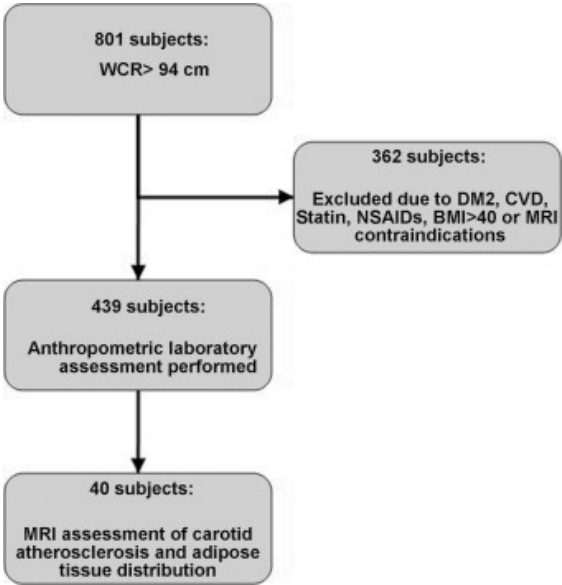 801 subjects:
WCR> 94 cm
362 subjects:
Excluded due to DM2, CVD,
Statin, NSAIDs, BMI>40 or MRI
contraindications
439 subjects:
Anthropometric laboratory
assessment performed
40 subjects:
MRI assessment of carotid
atherosclerosis and adipose
tissue distribution